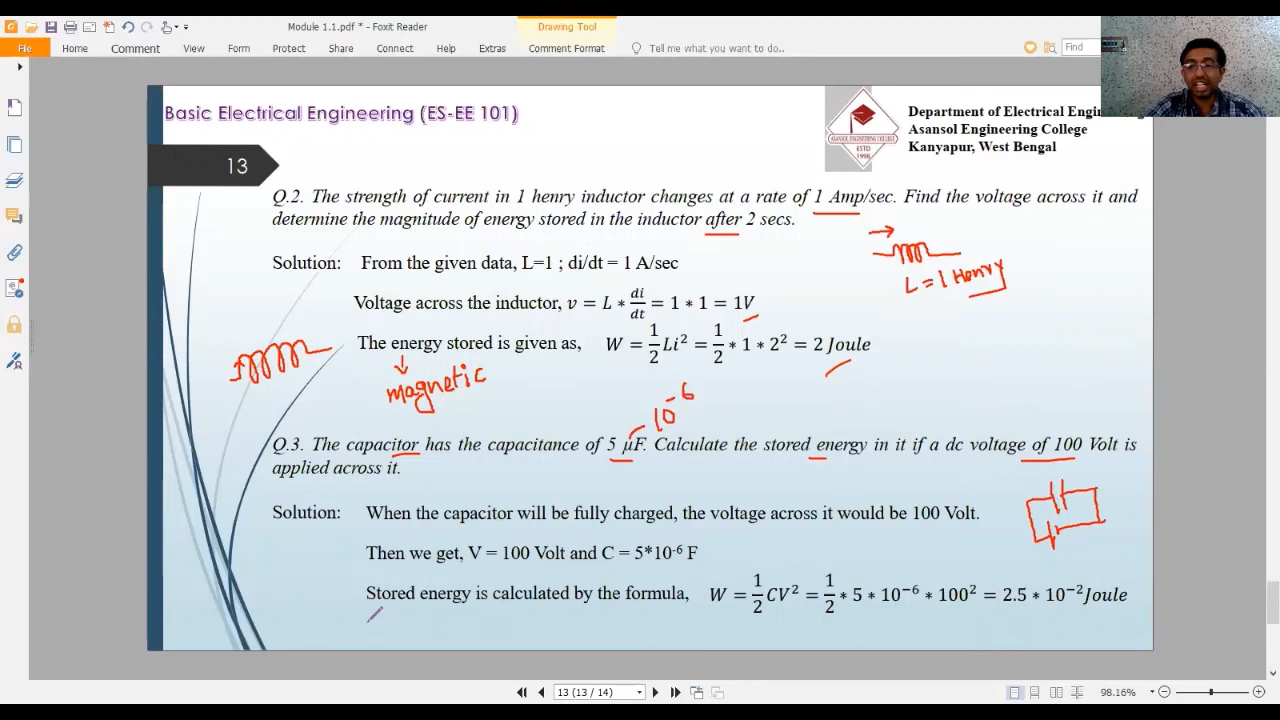 Module 1.1.pdf * - Foxit Reader
Drawing Tool
File Home Comment View Form Protect Share Connect Help Extras Comment Format Tell me what you want to do.. Find
Basic Electrical Engineering (ES-EE 101)
Department of Electrical Engin
Asansol Engineering College
Kanyapur, West Bengal
ASANSOL ENGINEERING COLLEGE
ESTD
1998
13
Q.2. The strength of current in 1 henry inductor changes at a rate of 1 Amp/sec. Find the voltage across it and
determine the magnitude of energy stored in the inductor after 2 secs.
Solution: From the given data, L=1 ; di/dt = 1 A/sec
L = 1 Henry
Voltage across the inductor, v = L * di/dt = 1 * 1 = 1V
The energy stored is given as, W = 1/2 Li² = 1/2 * 1 * 2² = 2 Joule
magnetic
10⁻⁶
Q.3. The capacitor has the capacitance of 5 µF. Calculate the stored energy in it if a dc voltage of 100 Volt is
applied across it.
Solution: When the capacitor will be fully charged, the voltage across it would be 100 Volt.
Then we get, V = 100 Volt and C = 5*10⁻⁶ F
Stored energy is calculated by the formula, W = 1/2 CV² = 1/2 * 5 * 10⁻⁶ * 100² = 2.5 * 10⁻² Joule
13 (13 / 14)
98.16%